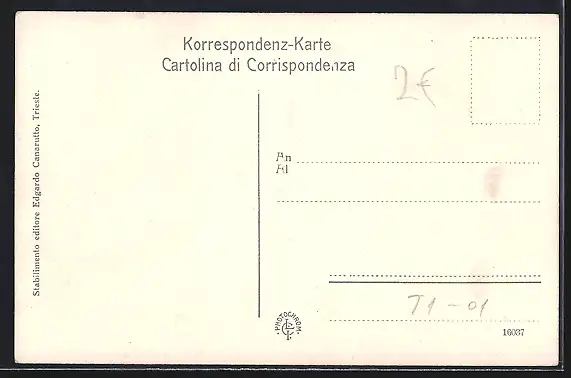 Korrespondenz-Karte
Cartolina di Corrispondenza
2€
An
Al
T1-01
PHOTOCHROM
16037
Stabilimento editore Edgardo Canarutto, Trieste.